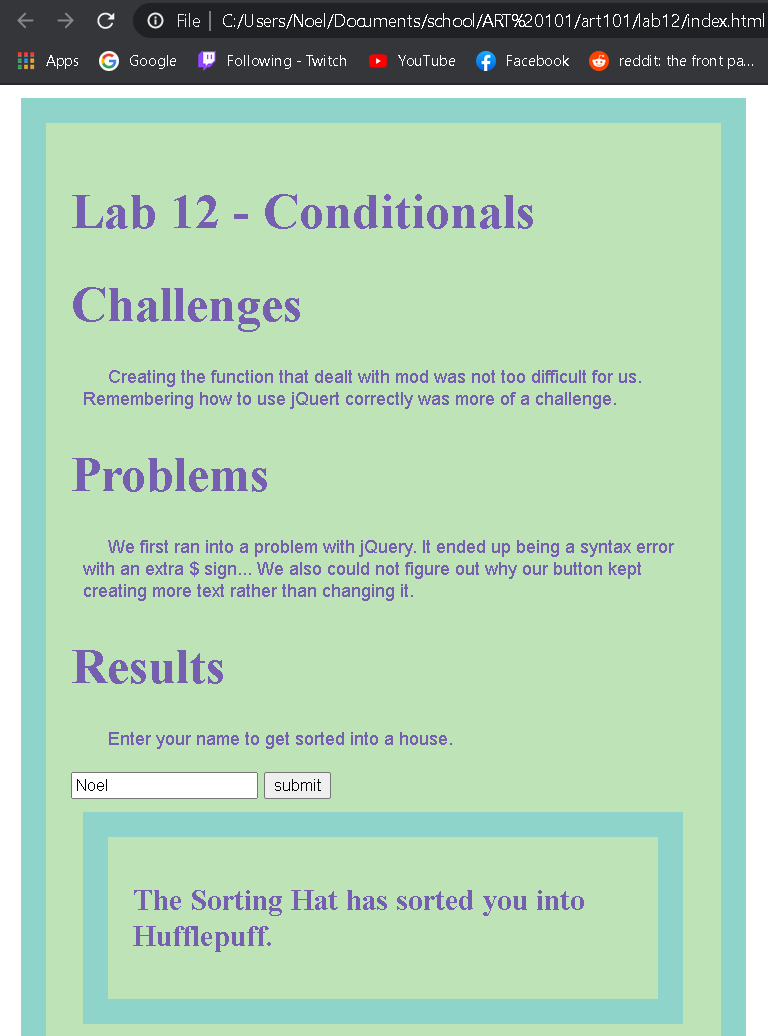 File | C:/Users/Noel/Documents/school/ART%20101/art101/lab12/index.html
Apps Google Following - Twitch YouTube Facebook reddit: the front pa...
Lab 12 - Conditionals
Challenges
Creating the function that dealt with mod was not too difficult for us.
Remembering how to use jQuert correctly was more of a challenge.
Problems
We first ran into a problem with jQuery. It ended up being a syntax error
with an extra $ sign... We also could not figure out why our button kept
creating more text rather than changing it.
Results
Enter your name to get sorted into a house.
Noel submit
The Sorting Hat has sorted you into
Hufflepuff.